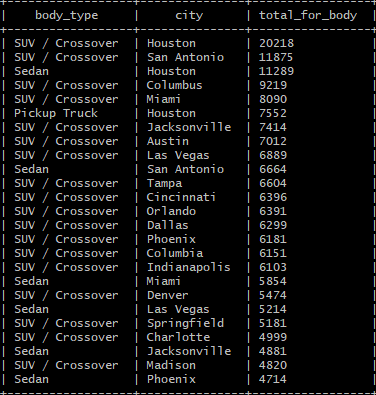 body_type | city | total_for_body
| SUV / Crossover | Houston | 20218 |
| SUV / Crossover | San Antonio | 11875 |
| Sedan | Houston | 11289 |
| SUV / Crossover | Columbus | 9219 |
| SUV / Crossover | Miami | 8090 |
| Pickup Truck | Houston | 7552 |
| SUV / Crossover | Jacksonville | 7414 |
| SUV / Crossover | Austin | 7012 |
| SUV / Crossover | Las Vegas | 6889 |
| Sedan | San Antonio | 6664 |
| SUV / Crossover | Tampa | 6604 |
| SUV / Crossover | Cincinnati | 6396 |
| SUV / Crossover | Orlando | 6391 |
| SUV / Crossover | Dallas | 6299 |
| SUV / Crossover | Phoenix | 6181 |
| SUV / Crossover | Columbia | 6151 |
| SUV / Crossover | Indianapolis | 6103 |
| Sedan | Miami | 5854 |
| SUV / Crossover | Denver | 5474 |
| Sedan | Las Vegas | 5214 |
| SUV / Crossover | Springfield | 5181 |
| SUV / Crossover | Charlotte | 4999 |
| Sedan | Jacksonville | 4881 |
| SUV / Crossover | Madison | 4820 |
| Sedan | Phoenix | 4714 |